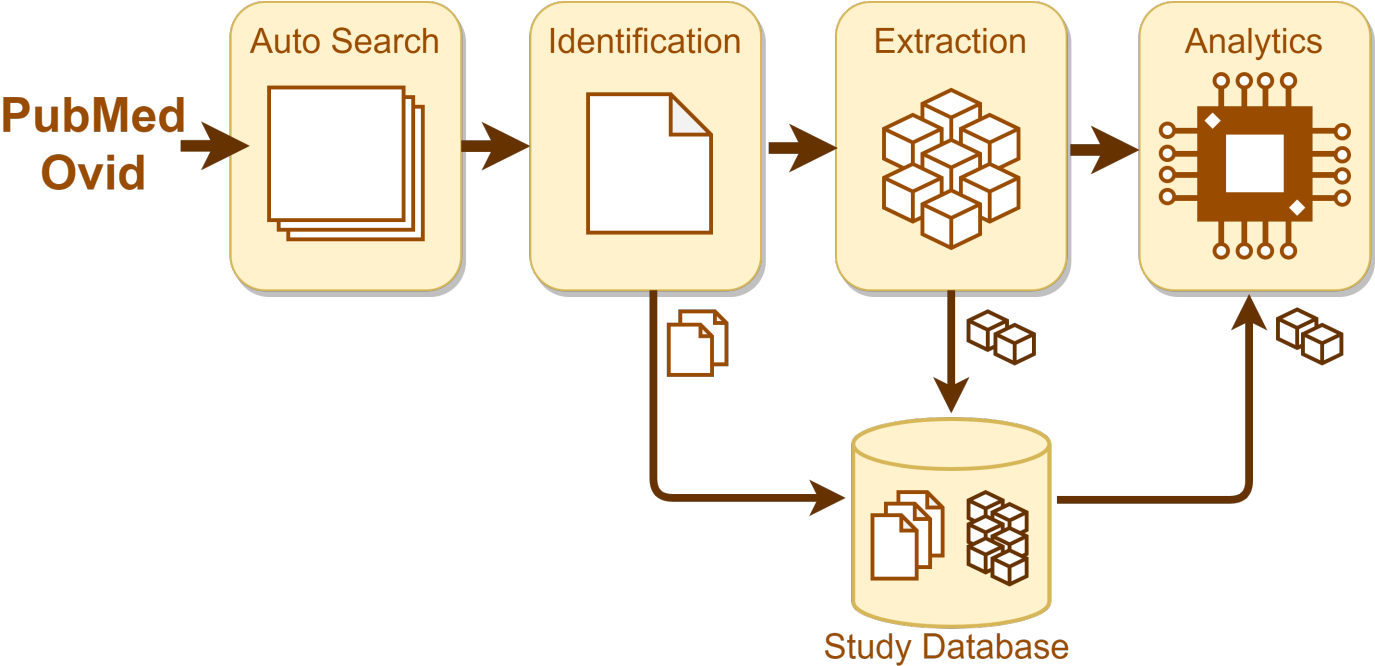 Auto Search
Identification
Extraction
Analytics
PubMed
Ovid
Study Database